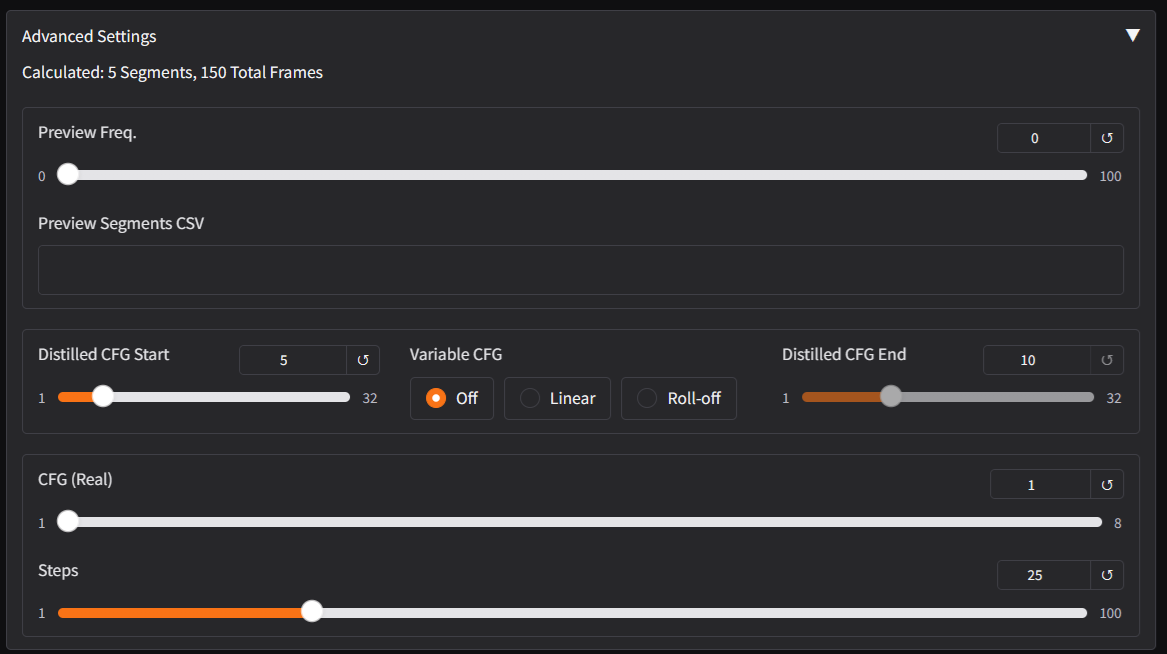 Advanced Settings ▼
Calculated: 5 Segments, 150 Total Frames
Preview Freq. 0 ↺
0 100
Preview Segments CSV
Distilled CFG Start 5 ↺ Variable CFG Distilled CFG End 10 ↺
1 32 Off Linear Roll-off 1 32
CFG (Real) 1 ↺
1 8
Steps 25 ↺
1 100